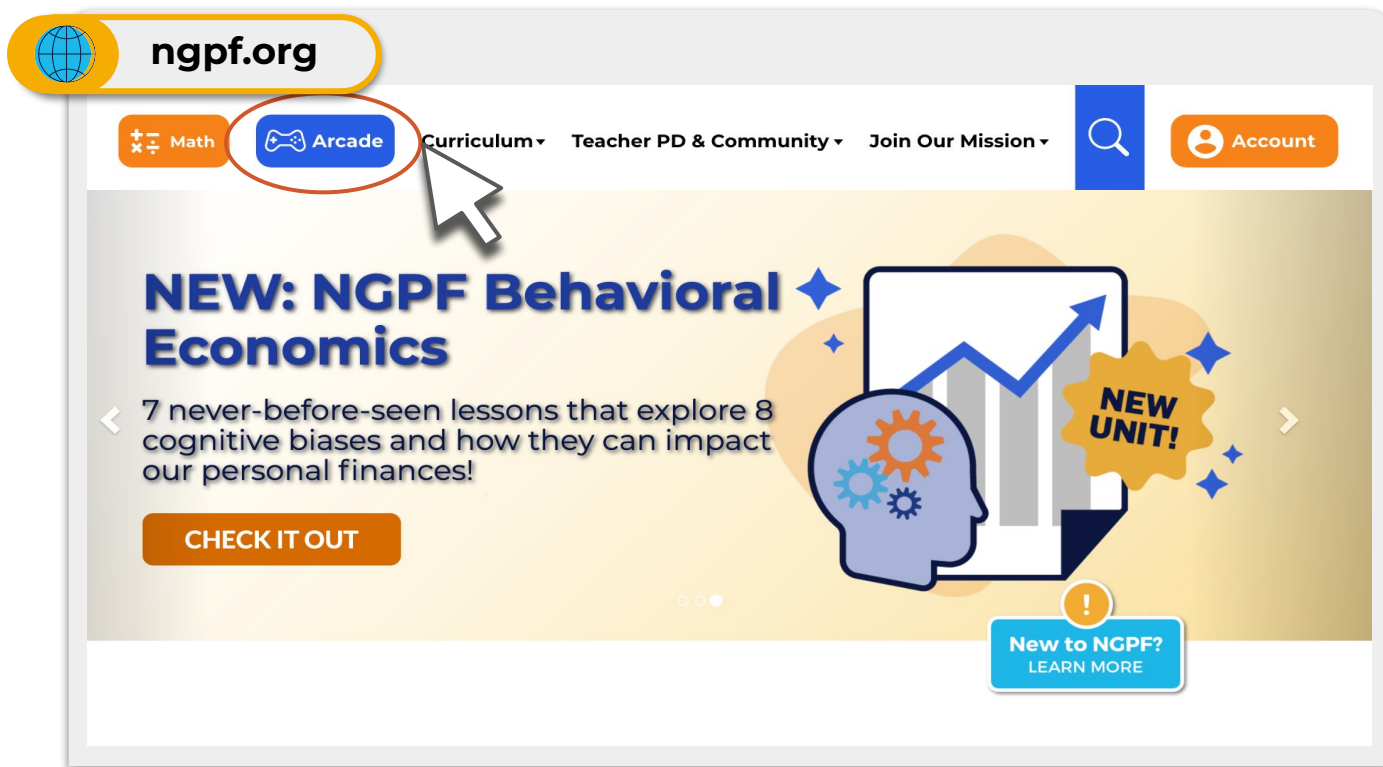 ngpf.org
Math
Arcade
Curriculum
Teacher PD & Community
Join Our Mission
Account
NEW: NGPF Behavioral
Economics
7 never-before-seen lessons that explore 8
cognitive biases and how they can impact
our personal finances!
CHECK IT OUT
NEW
UNIT!
!
New to NGPF?
LEARN MORE